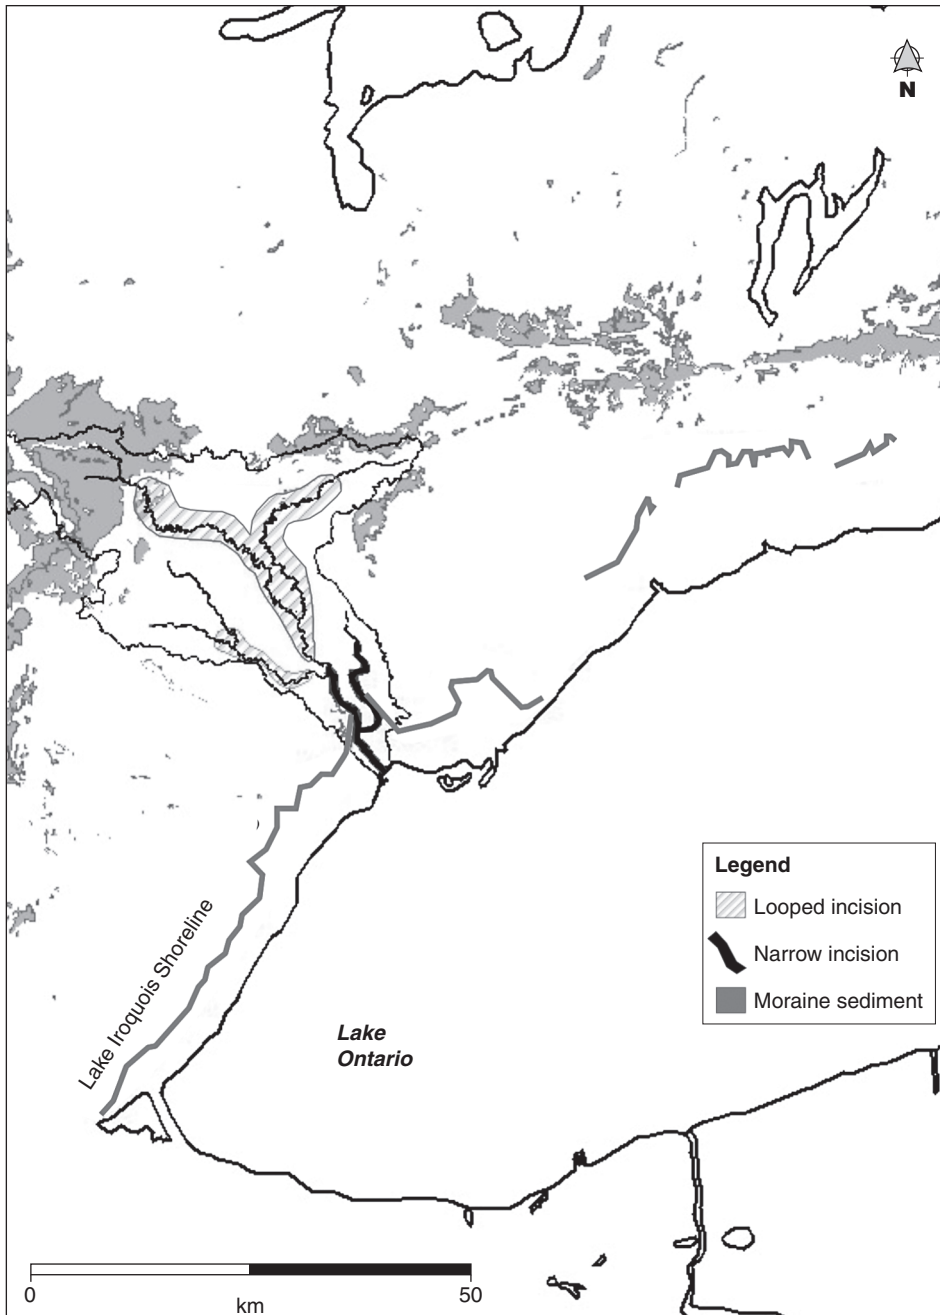 N
Lake Iroquois Shoreline
Lake
Ontario
Legend
Looped incision
Narrow incision
Moraine sediment
0
50
km